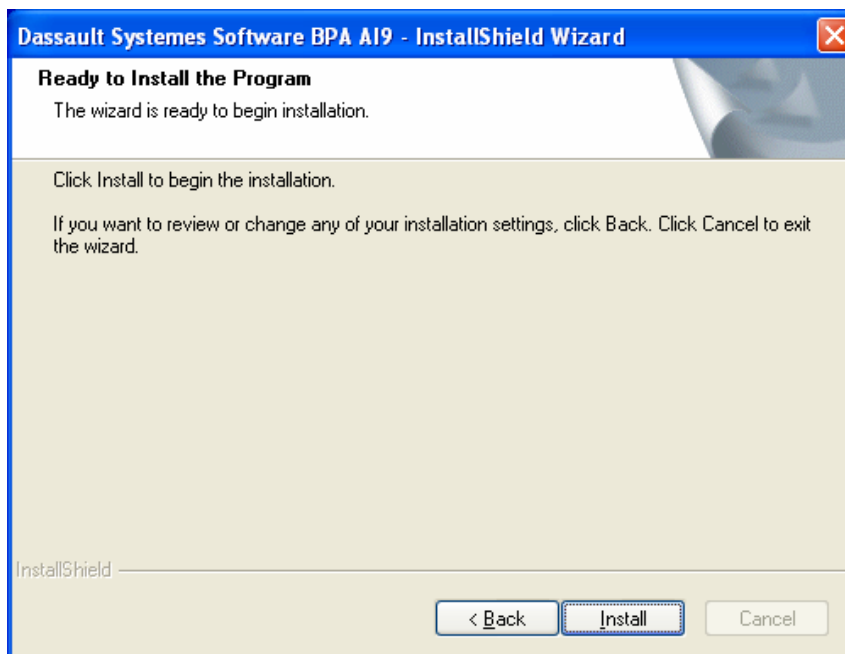 Dassault Systemes Software BPA AI9 - InstallShield Wizard
Ready to Install the Program
The wizard is ready to begin installation.
Click Install to begin the installation.
If you want to review or change any of your installation settings, click Back. Click Cancel to exit
the wizard.
InstallShield
< Back
Install
Cancel